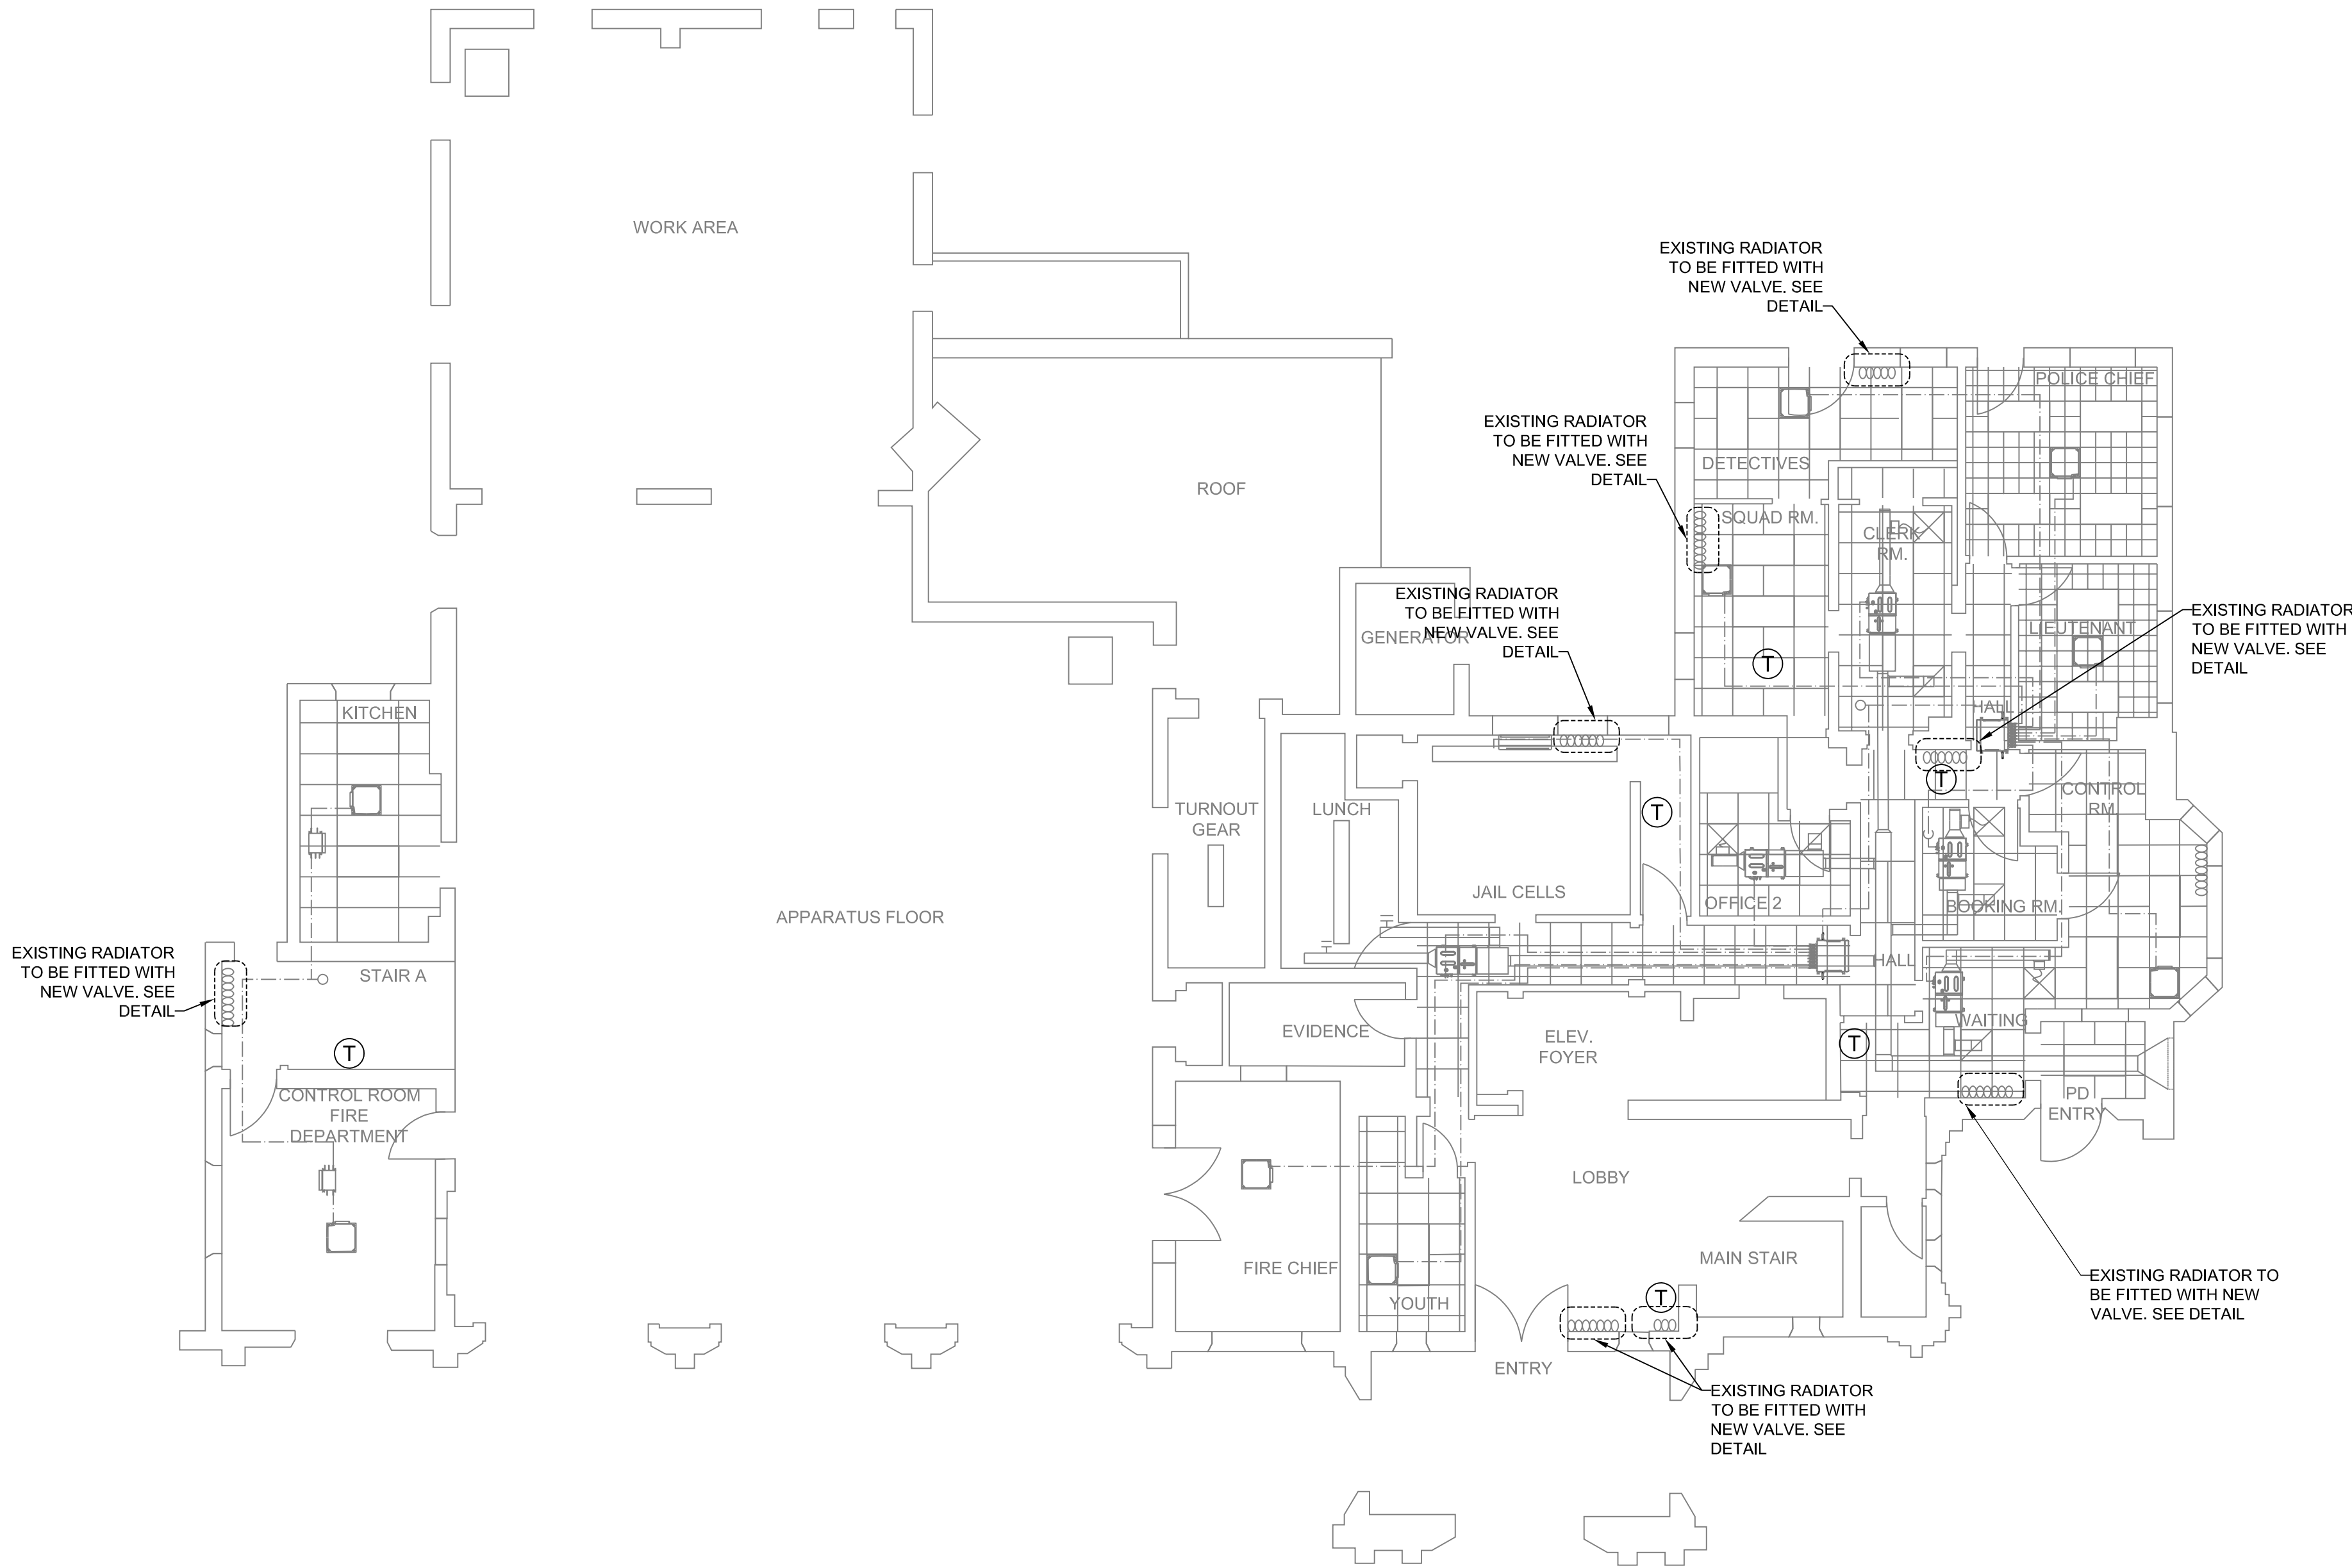 WORK AREA
EXISTING RADIATOR
TO BE FITTED WITH
NEW VALVE. SEE
DETAIL
POLICE CHIEF
EXISTING RADIATOR
TO BE FITTED WITH
NEW VALVE. SEE
DETAIL
DETECTIVES
ROOF
SQUAD RM.
CLERK
RM.
EXISTING RADIATOR
TO BE FITTED WITH
NEW VALVE. SEE
DETAIL
GENERATOR
LIEUTENANT
EXISTING RADIATOR
TO BE FITTED WITH
NEW VALVE. SEE
DETAIL
T
HALL
KITCHEN
T
CONTROL
RM
TURNOUT
GEAR
LUNCH
T
JAIL CELLS
OFFICE 2
BOOKING RM.
APPARATUS FLOOR
EXISTING RADIATOR
TO BE FITTED WITH
NEW VALVE. SEE
DETAIL
STAIR A
HALL
EVIDENCE
ELEV.
FOYER
WAITING
T
T
CONTROL ROOM
FIRE
DEPARTMENT
PD
ENTRY
LOBBY
FIRE CHIEF
MAIN STAIR
YOUTH
T
EXISTING RADIATOR TO
BE FITTED WITH NEW
VALVE. SEE DETAIL
ENTRY
EXISTING RADIATOR
TO BE FITTED WITH
NEW VALVE. SEE
DETAIL